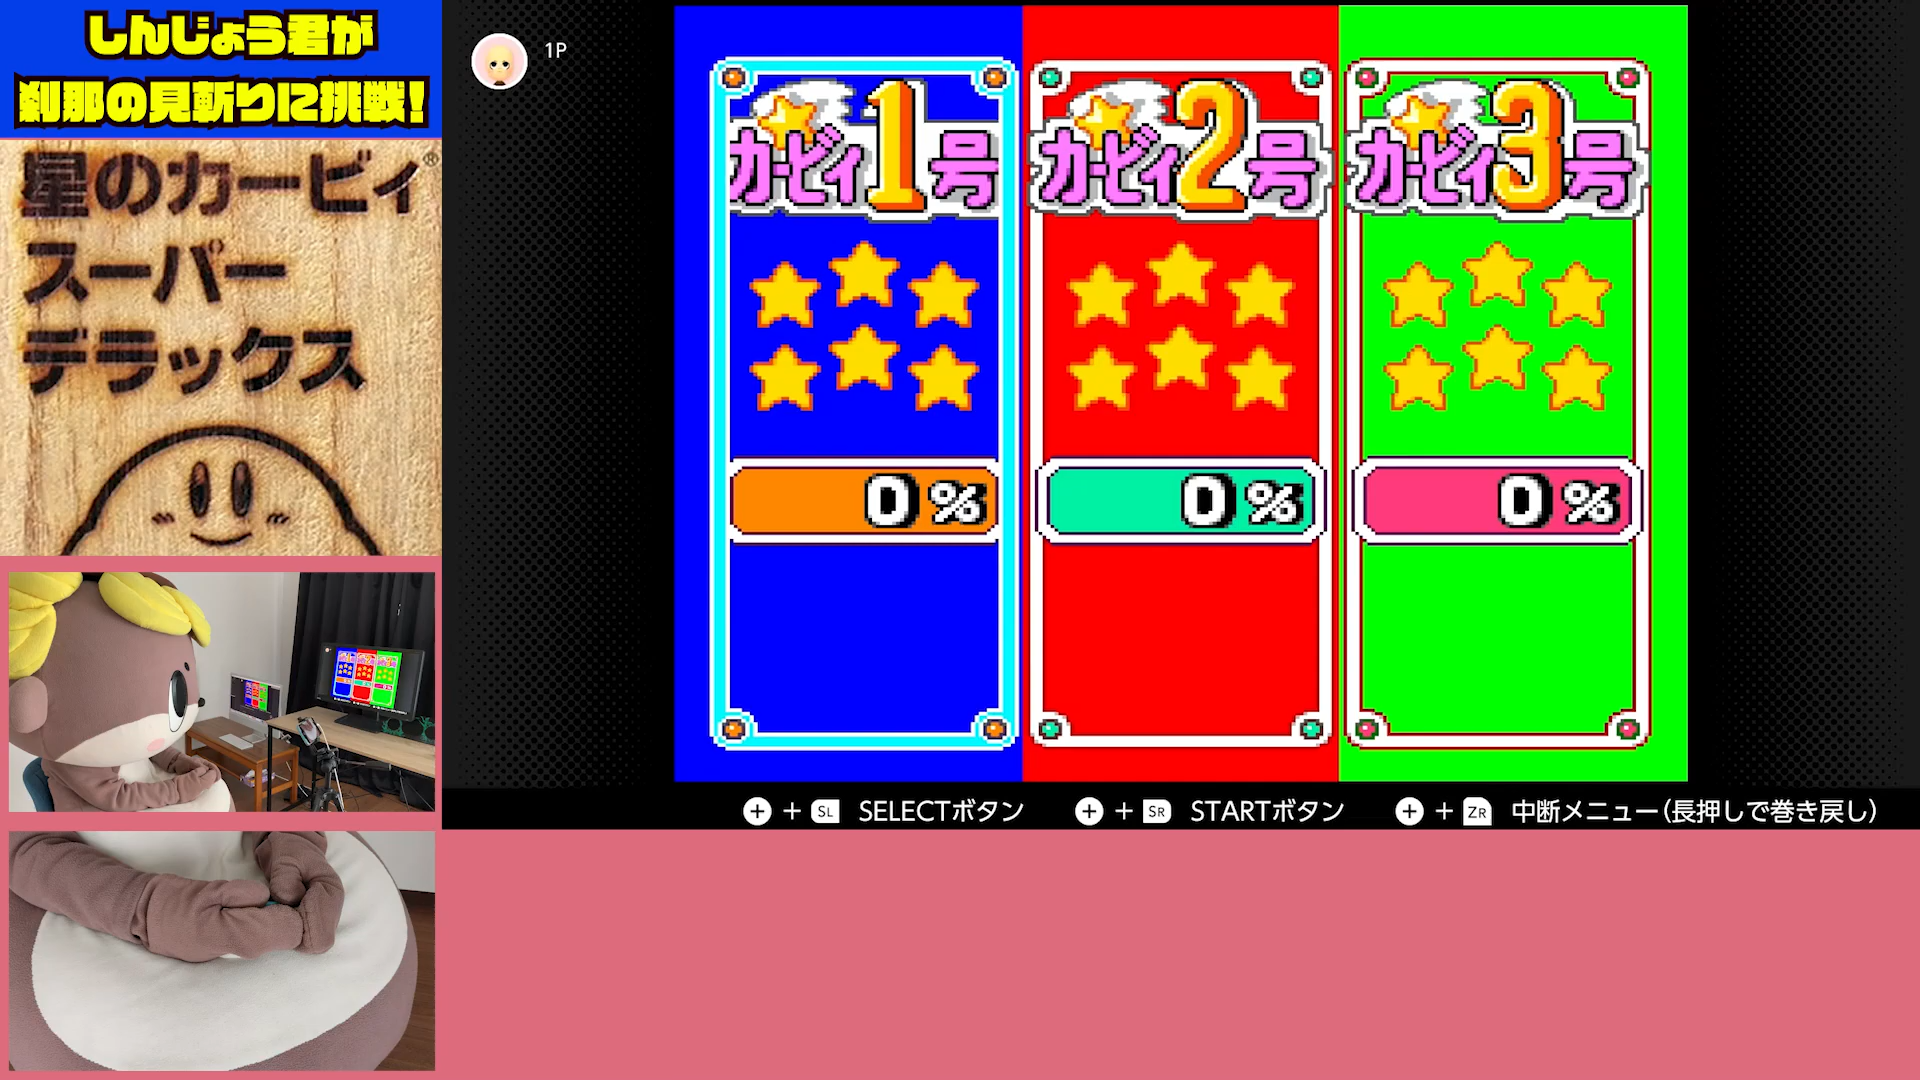 しんじょう君が
刹那の見斬りに挑戦!
星のカービィ®
スーパー
デラックス
1P
カービィ1号
カービィ2号
カービィ3号
0%
0%
0%
+ + SL SELECTボタン
+ + SR STARTボタン
+ + ZR 中断メニュー(長押しで巻き戻し)